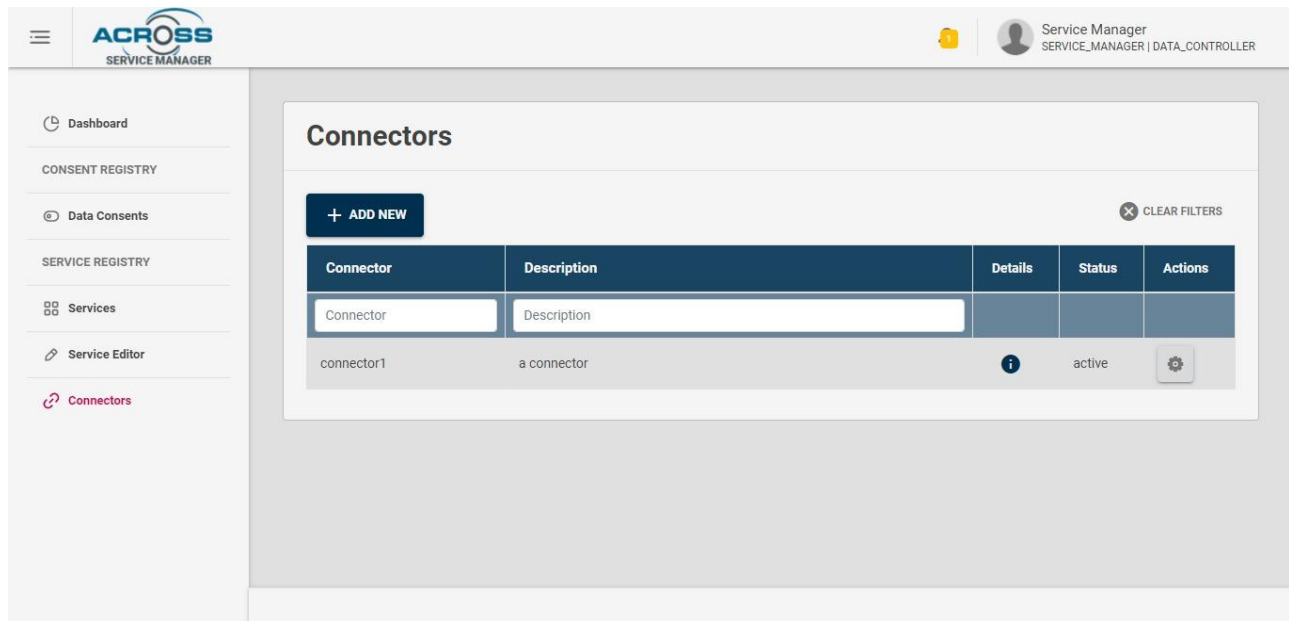 ACROSS
SERVICE MANAGER
1
Service Manager
SERVICE_MANAGER | DATA_CONTROLLER
Dashboard
CONSENT REGISTRY
Data Consents
SERVICE REGISTRY
Services
Service Editor
Connectors
Connectors
+ ADD NEW
CLEAR FILTERS
Connector Description Details Status Actions
Connector Description
connector1 a connector active